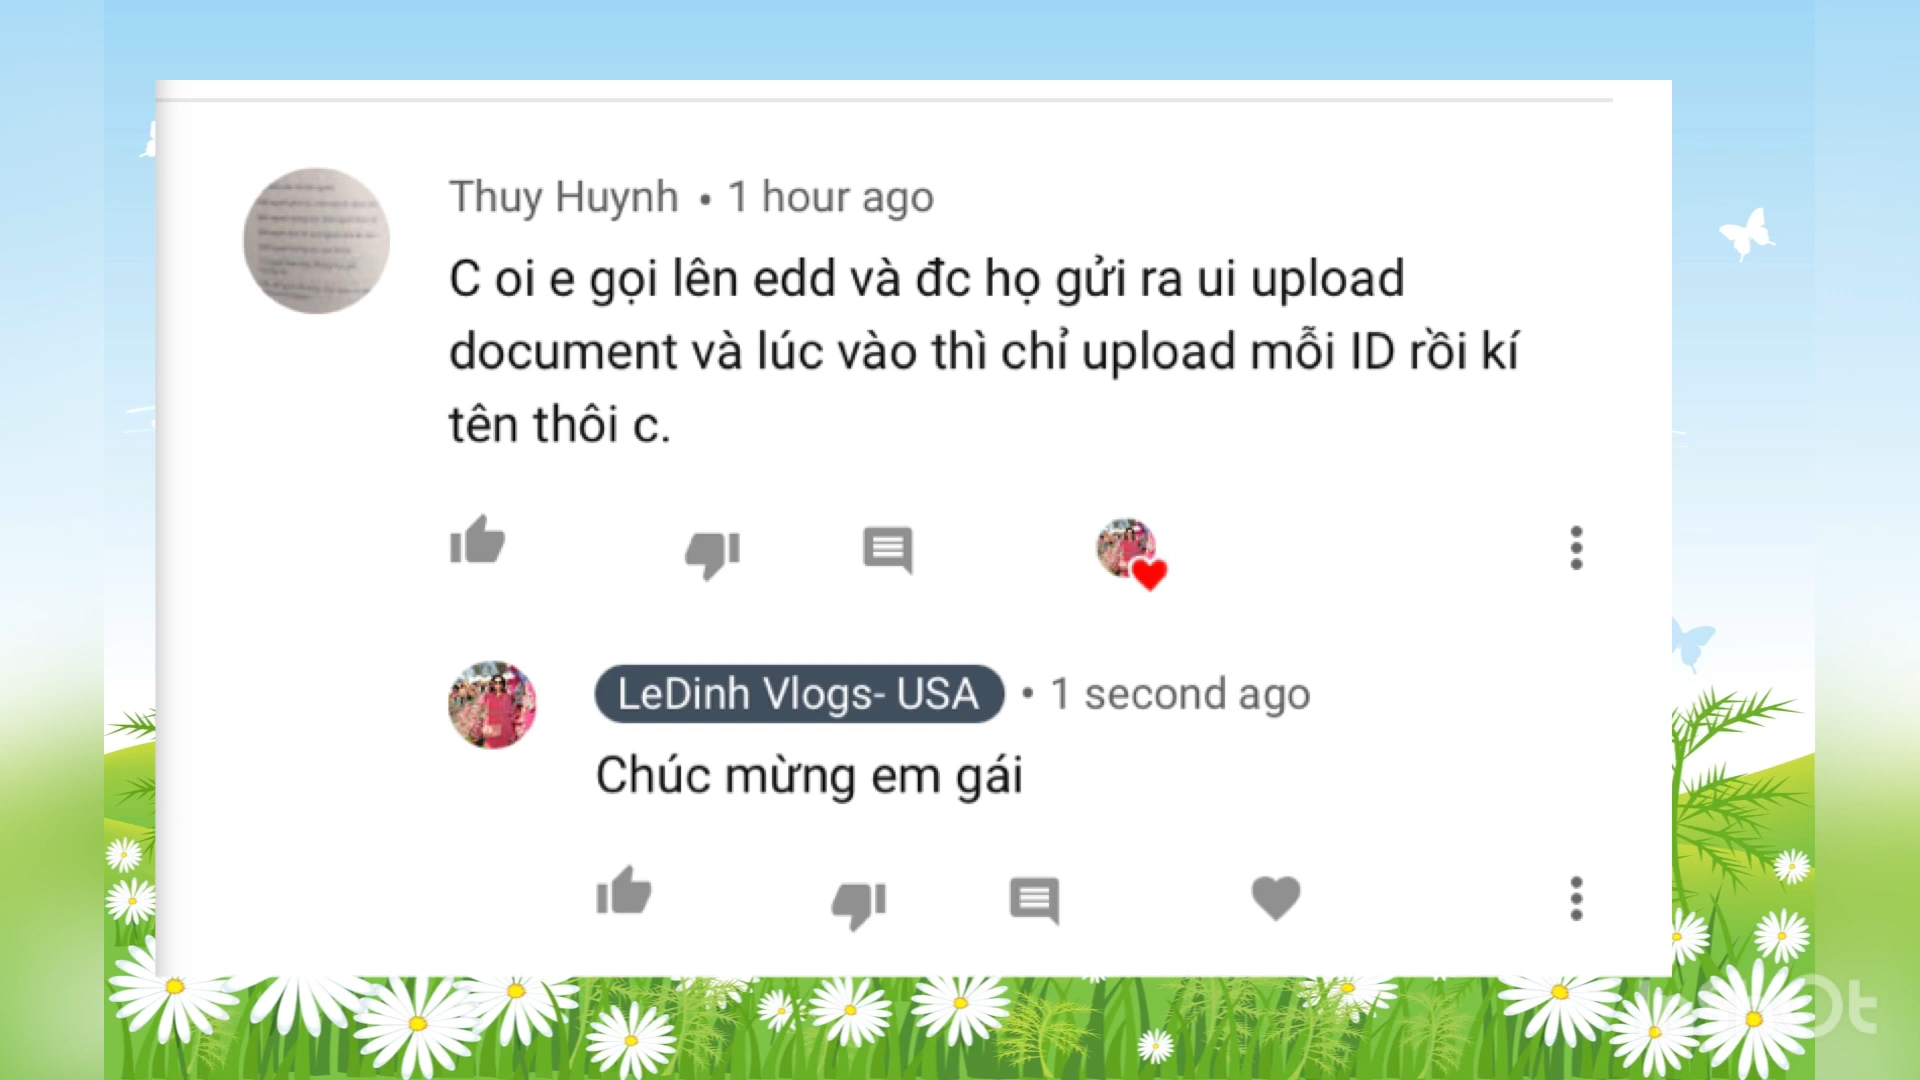 Thuy Huynh • 1 hour ago
C oi e gọi lên edd và đc họ gửi ra ui upload
document và lúc vào thì chỉ upload mỗi ID rồi kí
tên thôi c.
LeDinh Vlogs- USA • 1 second ago
Chúc mừng em gái